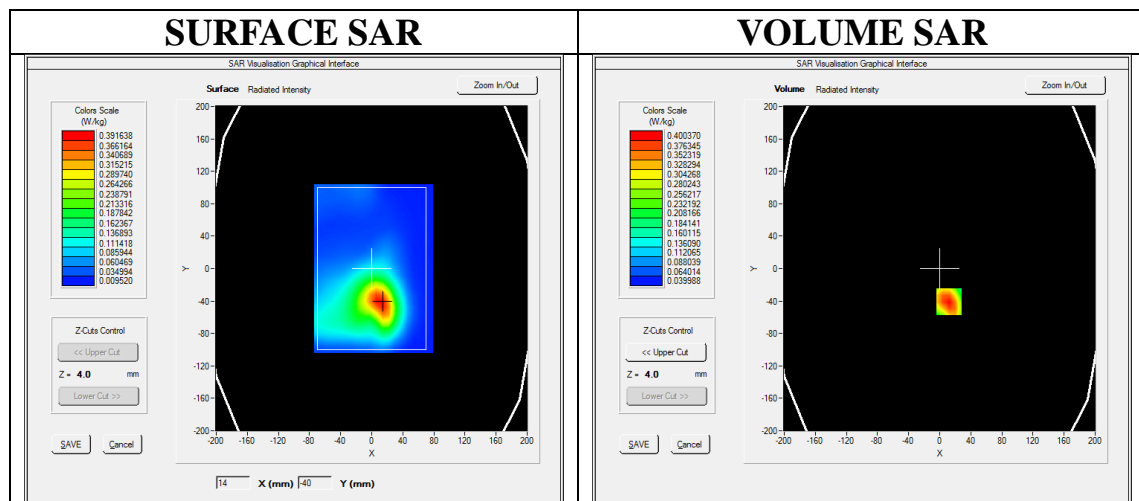 SURFACE SAR
SAR Visualisation Graphical Interface
Surface Radiated Intensity
Zoom In/Out
Colors Scale
(W/kg)
0.391638
0.366164
0.340689
0.315215
0.289740
0.264266
0.238791
0.213316
0.187842
0.162367
0.136893
0.111418
0.085944
0.060469
0.034994
0.009520
200
160
120
80
40
0
-40
-80
-120
-160
-200
Y
-200 -160 -120 -80 -40 0 40 80 120 160 200
X
Z-Cuts Control
<< Upper Cut
Z = 4.0 mm
Lower Cut >>
SAVE Cancel
14 X (mm) -40 Y (mm)
VOLUME SAR
SAR Visualisation Graphical Interface
Volume Radiated Intensity
Zoom In/Out
Colors Scale
(W/kg)
0.400370
0.376345
0.352319
0.328294
0.304268
0.280243
0.256217
0.232192
0.208166
0.184141
0.160115
0.136090
0.112065
0.088039
0.064014
0.039988
200
160
120
80
40
0
-40
-80
-120
-160
-200
Y
-200 -160 -120 -80 -40 0 40 80 120 160 200
X
Z-Cuts Control
<< Upper Cut
Z = 4.0 mm
Lower Cut >>
SAVE Cancel